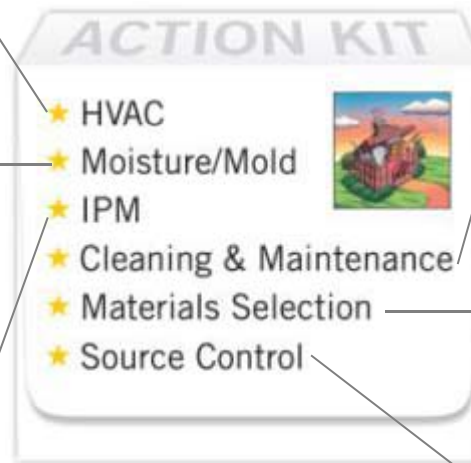 ACTION KIT
HVAC
Moisture/Mold
IPM
Cleaning & Maintenance
Materials Selection
Source Control